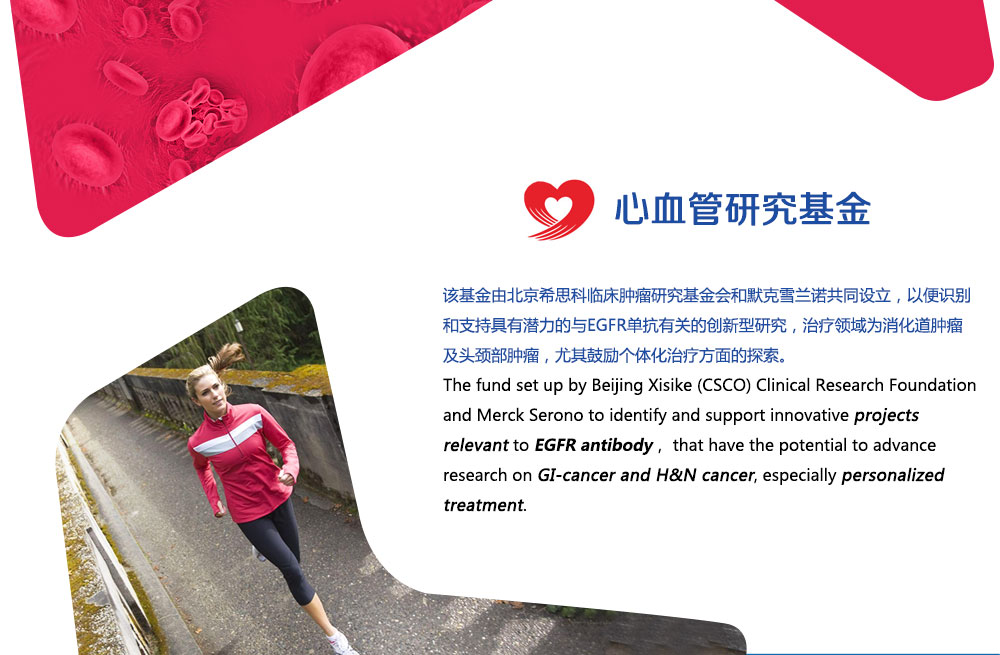 心血管研究基金
该基金由北京希思科临床肿瘤研究基金会和默克雪兰诺共同设立，以便识别
和支持具有潜力的与EGFR单抗有关的创新型研究，治疗领域为消化道肿瘤
及头颈部肿瘤，尤其鼓励个体化治疗方面的探索。
The fund set up by Beijing Xisike (CSCO) Clinical Research Foundation
and Merck Serono to identify and support innovative projects
relevant to EGFR antibody， that have the potential to advance
research on GI-cancer and H&N cancer, especially personalized
treatment.